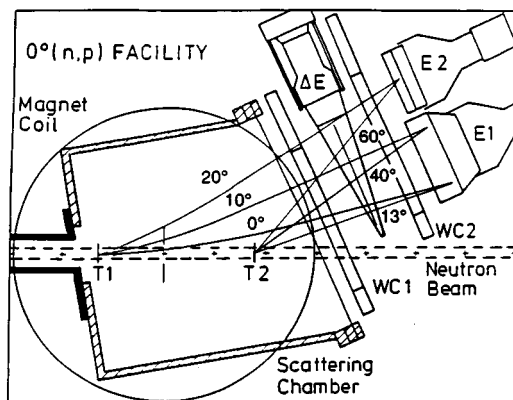 0°(n,p) FACILITY
Magnet
Coil
ΔE
E2
E1
60°
40°
13°
20°
10°
0°
T1
T2
WC1
WC2
Neutron
Beam
Scattering
Chamber